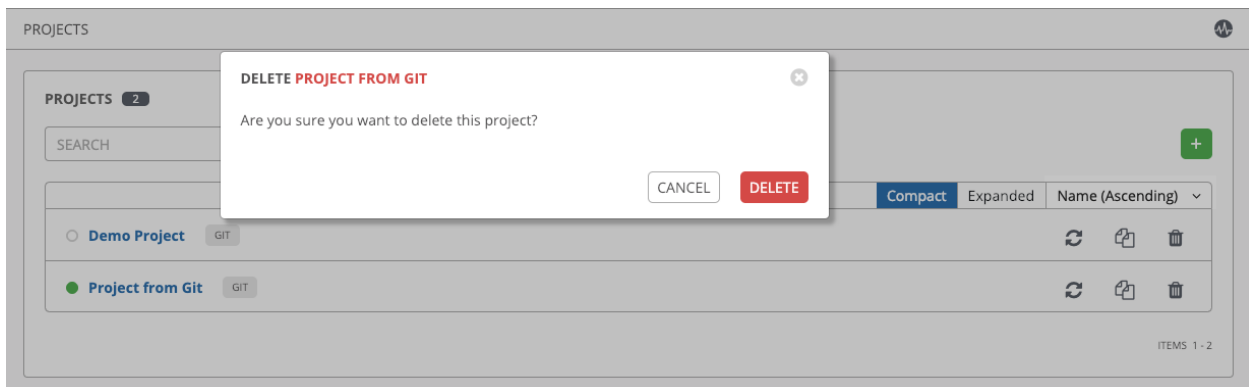 PROJECTS
DELETE PROJECT FROM GIT
Are you sure you want to delete this project?
CANCEL DELETE
PROJECTS 2
SEARCH
+
Compact Expanded Name (Ascending)
Demo Project GIT
Project from Git GIT
ITEMS 1 - 2